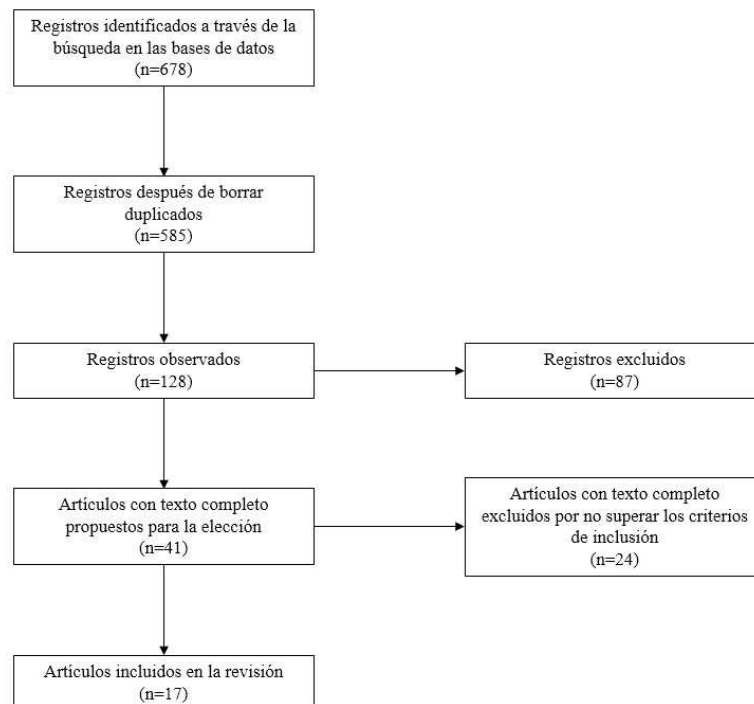 Registros identificados a través de la
búsqueda en las bases de datos
(n=678)
Registros después de borrar
duplicados
(n=585)
Registros observados
(n=128)
Registros excluidos
(n=87)
Artículos con texto completo
propuestos para la elección
(n=41)
Artículos con texto completo
excluidos por no superar los criterios
de inclusión
(n=24)
Artículos incluidos en la revisión
(n=17)